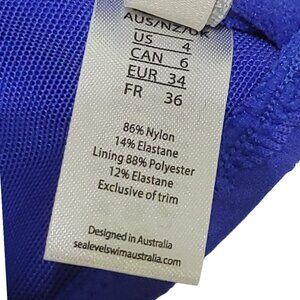 AUS/NZ/UK
US 4
CAN 6
EUR 34
FR 36
86% Nylon
14% Elastane
Lining 88% Polyester
12% Elastane
Exclusive of trim
Designed in Australia
sealevelswimaustralia.com